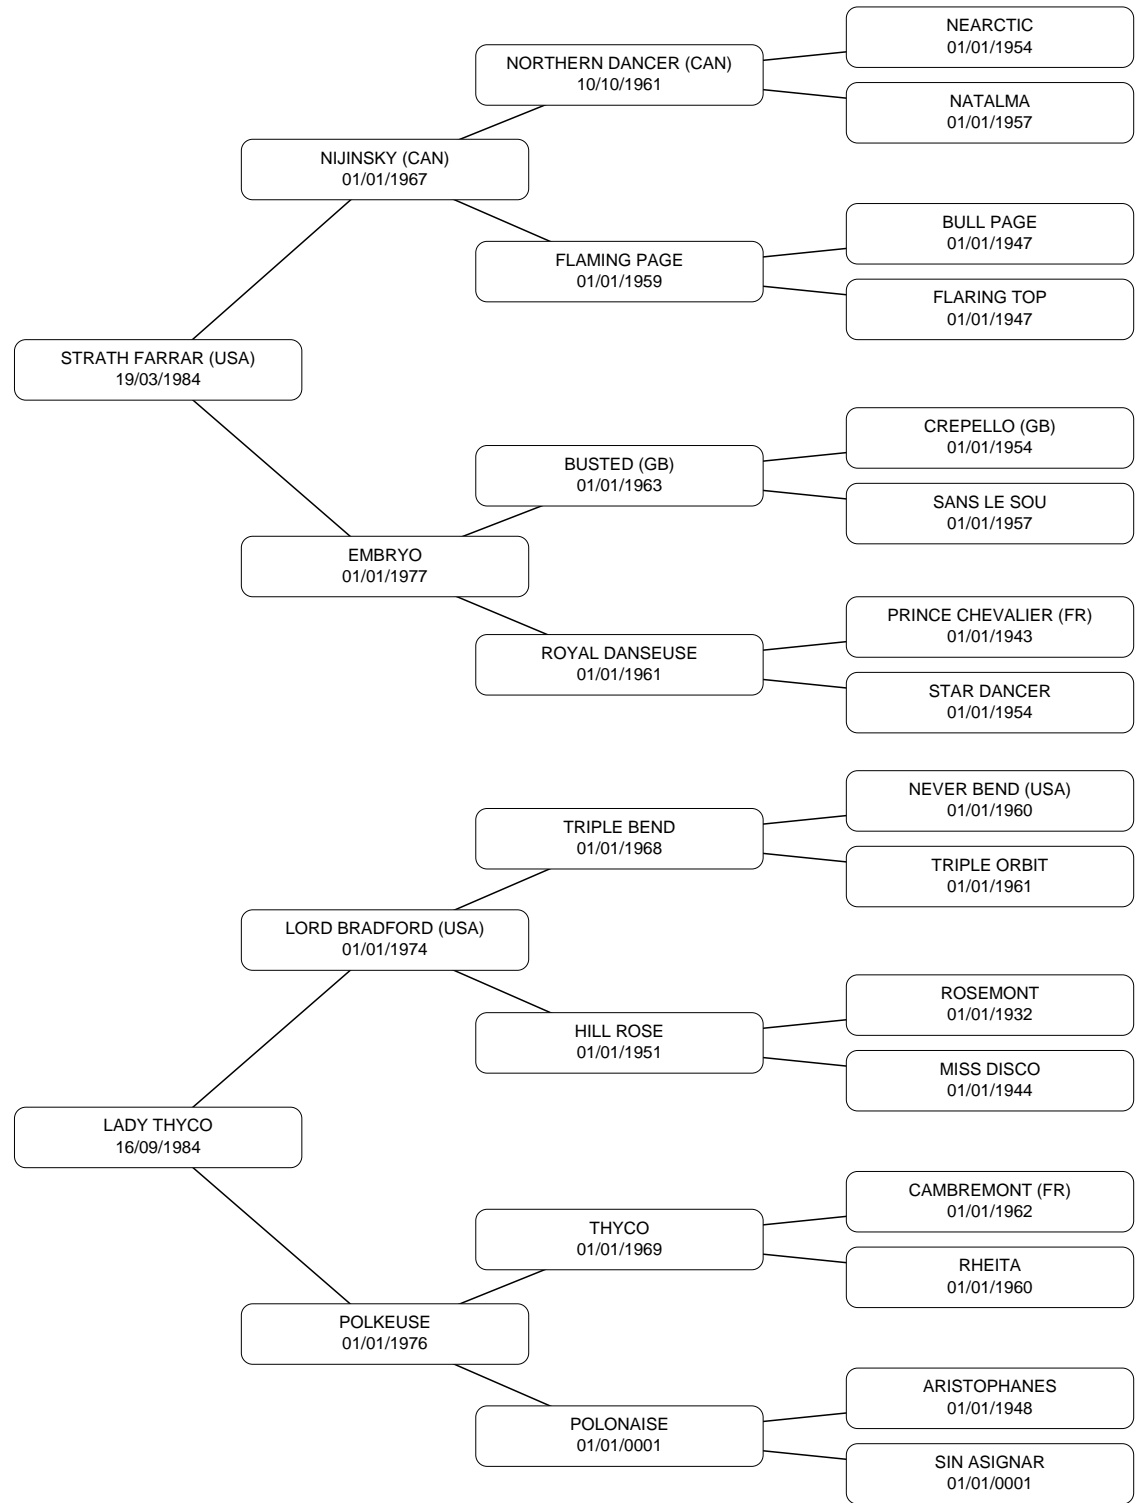 NEARCTIC
01/01/1954
NORTHERN DANCER (CAN)
10/10/1961
NATALMA
01/01/1957
NIJINSKY (CAN)
01/01/1967
BULL PAGE
01/01/1947
FLAMING PAGE
01/01/1959
FLARING TOP
01/01/1947
STRATH FARRAR (USA)
19/03/1984
CREPELLO (GB)
01/01/1954
BUSTED (GB)
01/01/1963
SANS LE SOU
01/01/1957
EMBRYO
01/01/1977
PRINCE CHEVALIER (FR)
01/01/1943
ROYAL DANSEUSE
01/01/1961
STAR DANCER
01/01/1954
NEVER BEND (USA)
01/01/1960
TRIPLE BEND
01/01/1968
TRIPLE ORBIT
01/01/1961
LORD BRADFORD (USA)
01/01/1974
ROSEMONT
01/01/1932
HILL ROSE
01/01/1951
MISS DISCO
01/01/1944
LADY THYCO
16/09/1984
CAMBREMONT (FR)
01/01/1962
THYCO
01/01/1969
RHEITA
01/01/1960
POLKEUSE
01/01/1976
ARISTOPHANES
01/01/1948
POLONAISE
01/01/0001
SIN ASIGNAR
01/01/0001